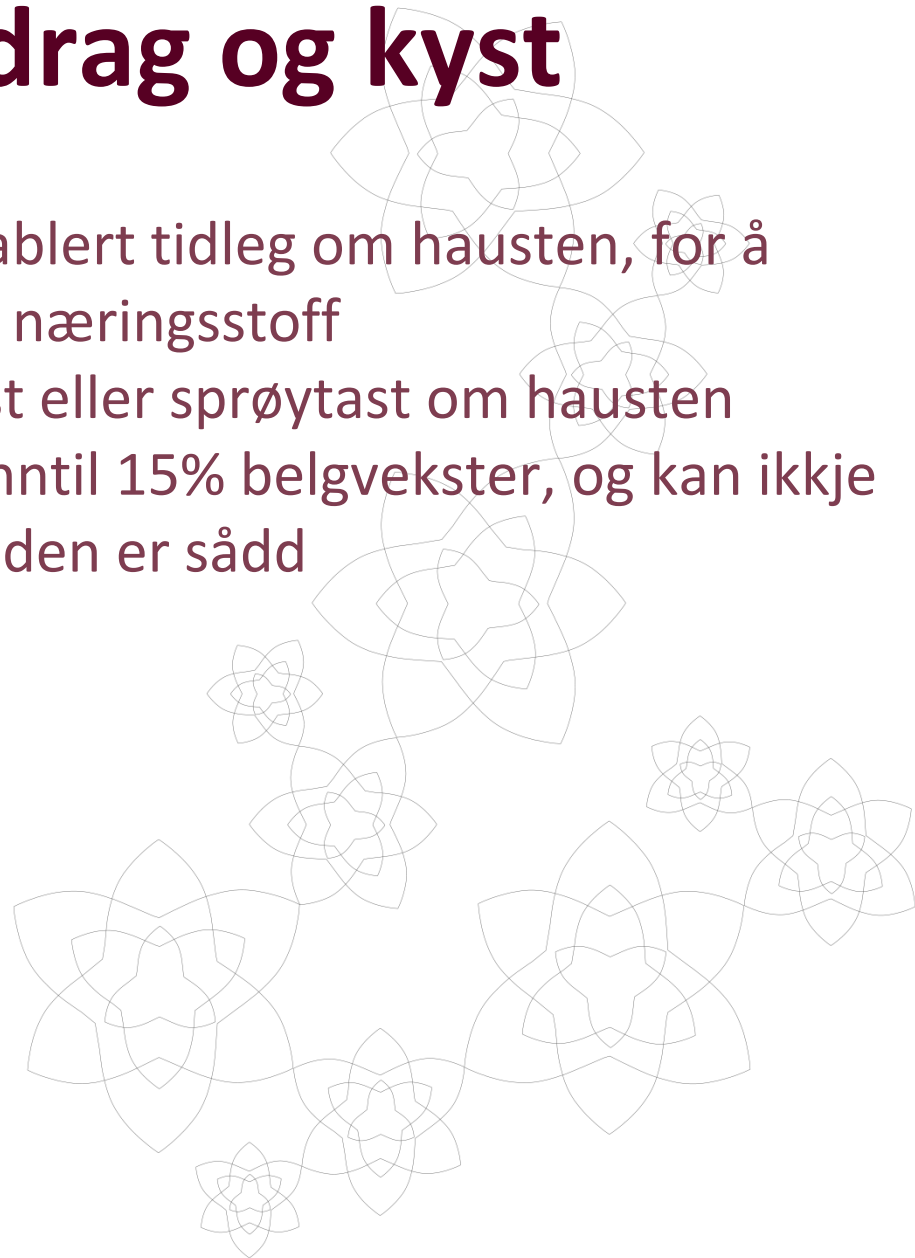 drag og kyst
ablert tidleg om hausten, for å
næringsstoff
st eller sprøytast om hausten
nntil 15% belgvekster, og kan ikkje
den er sådd